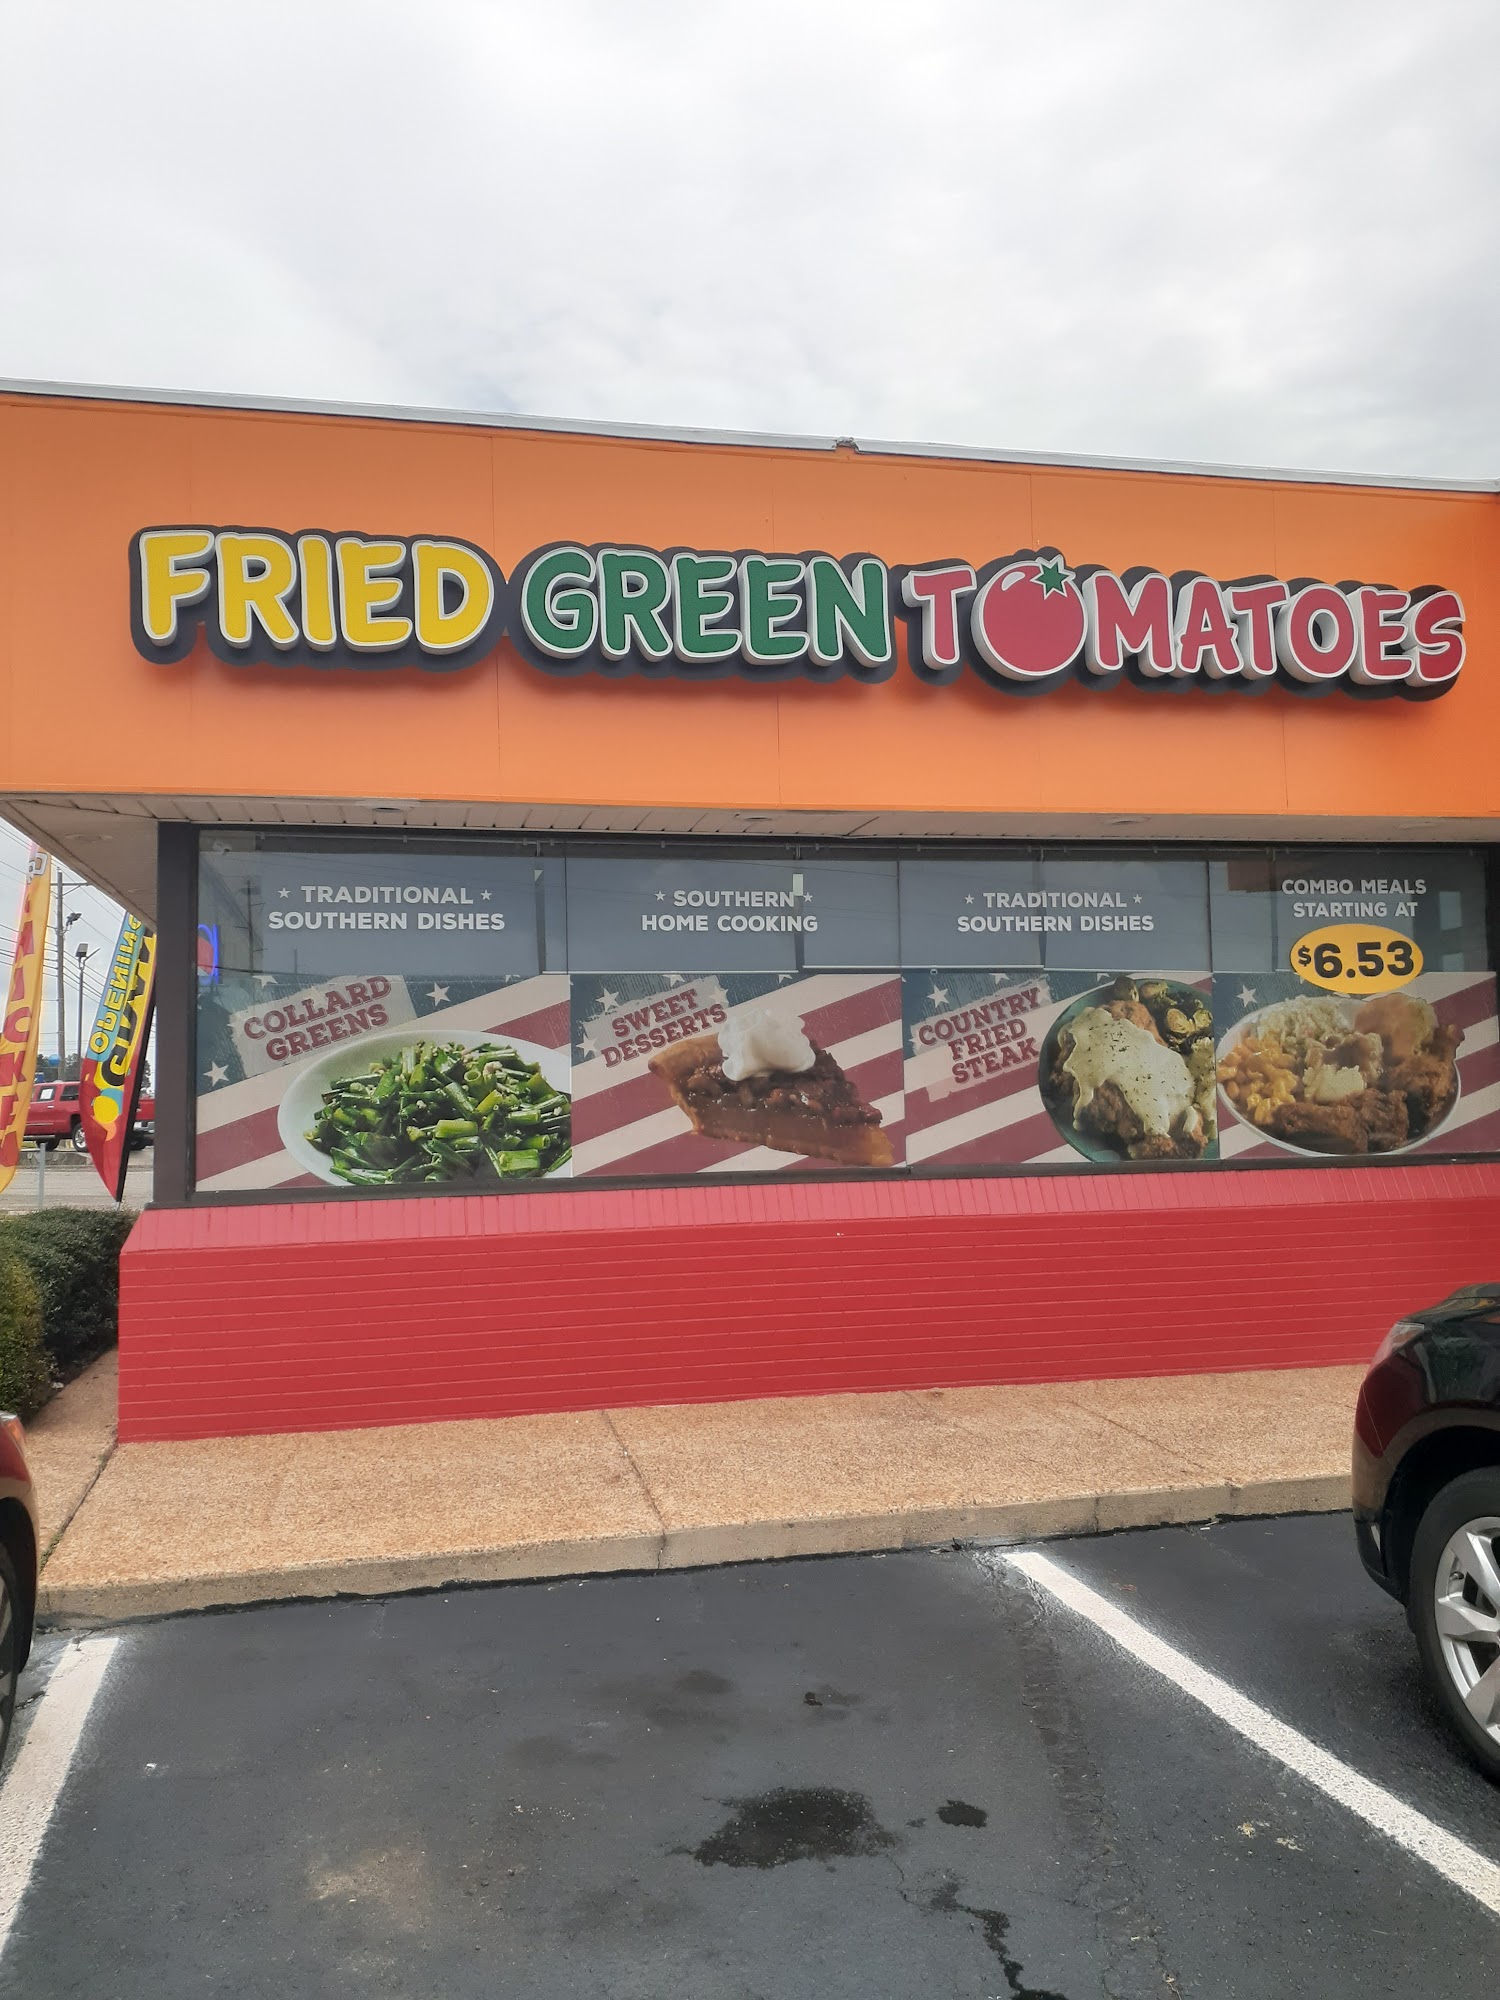 FRIED GREEN TOMATOES
★ TRADITIONAL ★
SOUTHERN DISHES
COLLARD
GREENS
★ SOUTHERN ★
HOME COOKING
SWEET
DESSERTS
★ TRADITIONAL ★
SOUTHERN DISHES
COUNTRY
FRIED
STEAK
COMBO MEALS
STARTING AT
$6.53
OPENING